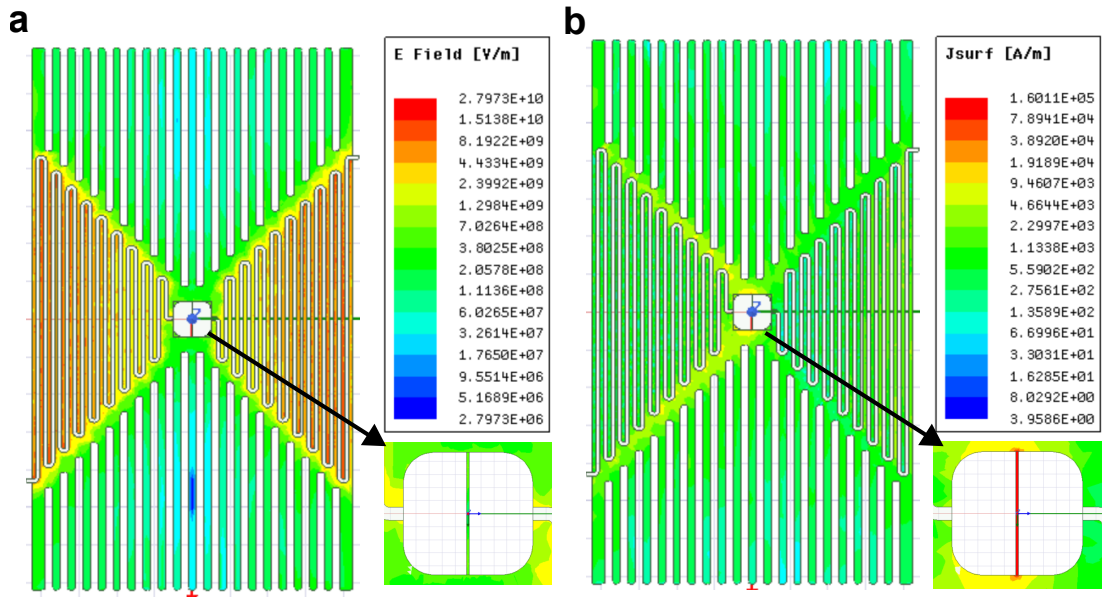 a
E Field [V/m]
2.7973E+10
1.5138E+10
8.1922E+09
4.4334E+09
2.3992E+09
1.2984E+09
7.0264E+08
3.8025E+08
2.0578E+08
1.1136E+08
6.0265E+07
3.2614E+07
1.7650E+07
9.5514E+06
5.1689E+06
2.7973E+06
Z
b
Jsurf [A/m]
1.6011E+05
7.8941E+04
3.8920E+04
1.9189E+04
9.4607E+03
4.6644E+03
2.2997E+03
1.1338E+03
5.5902E+02
2.7561E+02
1.3589E+02
6.6996E+01
3.3031E+01
1.6285E+01
8.0292E+00
3.9586E+00
Z